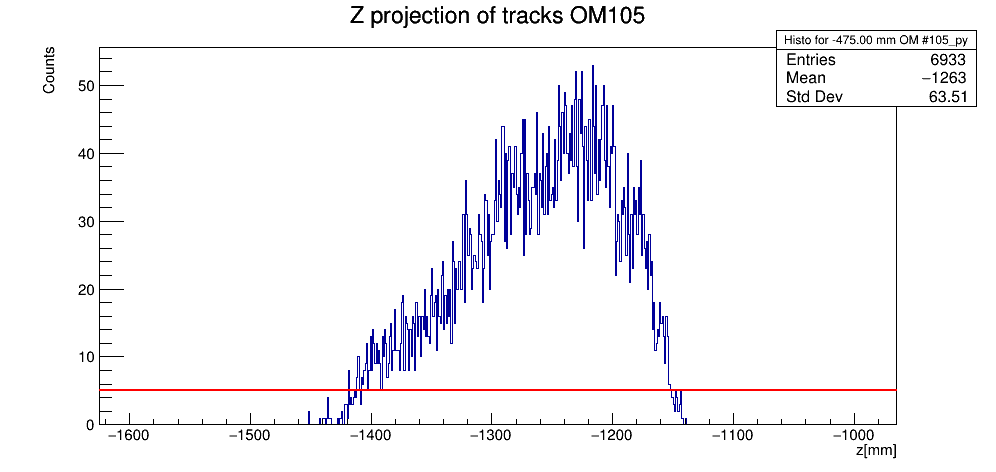 Z projection of tracks OM105
Histo for -475.00 mm OM #105_py
Entries 6933
Mean −1263
Std Dev 63.51
Counts
50
40
30
20
10
0
−1600 −1500 −1400 −1300 −1200 −1100 −1000
z[mm]